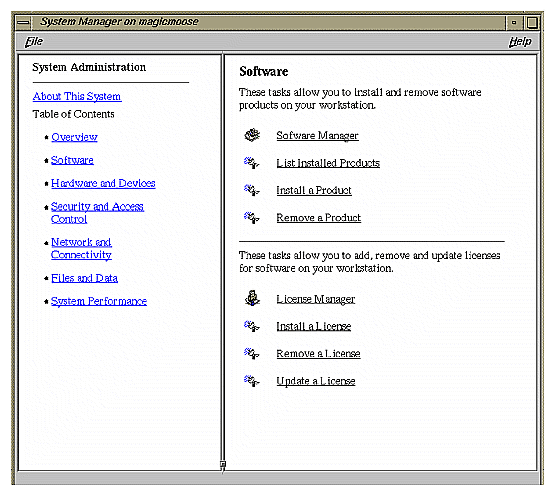 System Manager on magicmoose
File
Help
System Administration
About This System
Table of Contents
Overview
Software
Hardware and Devices
Security and Access
Control
Network and
Connectivity
Files and Data
System Performance
Software
These tasks allow you to install and remove software
products on your workstation.
Sofware Manager
List Installed Products
Install a Product
Remove a Product
These tasks allow you to add, remove and update licenses
for software on your workstation.
License Manager
Install a License
Remove a License
Update a License